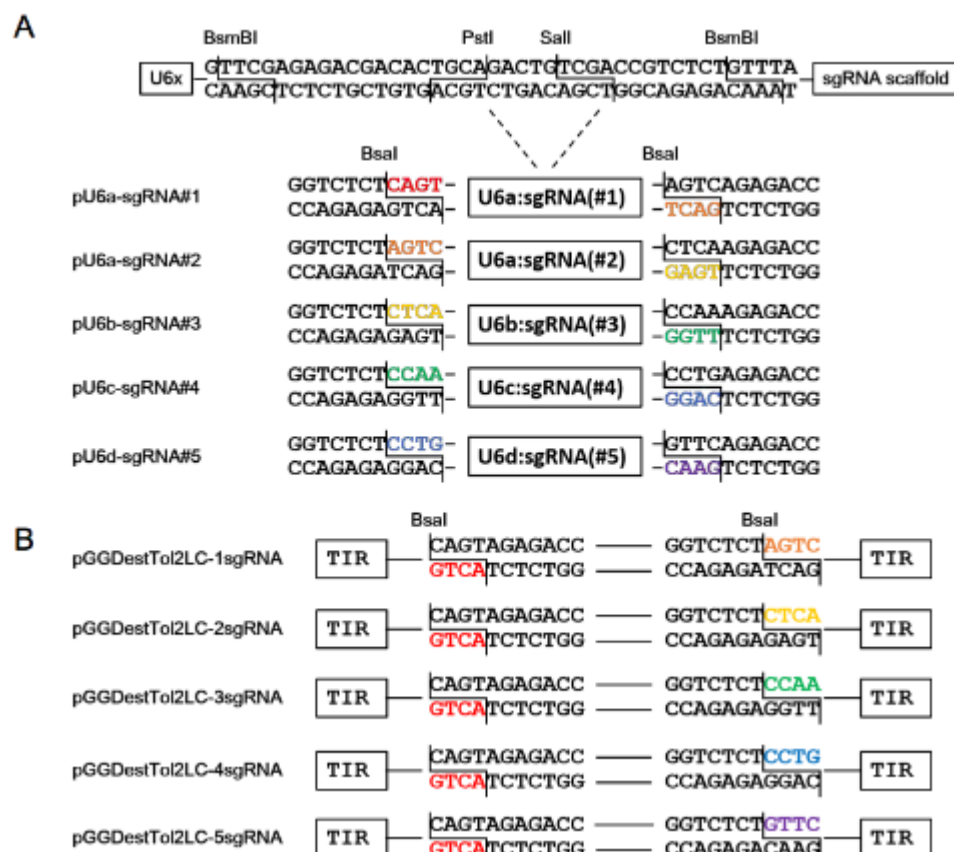 A
BsmBI PstI SalI BsmBI
U6x GTTCGAGAGACGACACTGCAGACTGTCGACCGTCTCTGTTTA sgRNA scaffold
CAAGCTCTCTGCTGTGACGTCTGACAGCTGGCAGAGACAAAT
BsaI BsaI
pU6a-sgRNA#1 GGTCTCTCAGT– U6a:sgRNA(#1) –AGTCAGAGACC
CCAGAGAGTCA– –TCAGTCTCTGG
pU6a-sgRNA#2 GGTCTCTAGTC– U6a:sgRNA(#2) –CTCAAGAGACC
CCAGAGATCAG– –GAGTTCTCTGG
pU6b-sgRNA#3 GGTCTCTCTCA– U6b:sgRNA(#3) –CCAAAGAGACC
CCAGAGAGAGT– –GGTTTCTCTGG
pU6c-sgRNA#4 GGTCTCTCCAA– U6c:sgRNA(#4) –CCTGAGAGACC
CCAGAGAGGTT– –GGACTCTCTGG
pU6d-sgRNA#5 GGTCTCTCCTG– U6d:sgRNA(#5) –GTTCAGAGACC
CCAGAGAGGAC– –CAAGTCTCTGG
B
BsaI BsaI
pGGDestTol2LC-1sgRNA TIR CAGTAGAGACC GGTCTCTAGTC TIR
GTCATCTCTGG CCAGAGATCAG
pGGDestTol2LC-2sgRNA TIR CAGTAGAGACC GGTCTCTCTCA TIR
GTCATCTCTGG CCAGAGAGAGT
pGGDestTol2LC-3sgRNA TIR CAGTAGAGACC GGTCTCTCCAA TIR
GTCATCTCTGG CCAGAGAGGTT
pGGDestTol2LC-4sgRNA TIR CAGTAGAGACC GGTCTCTCCTG TIR
GTCATCTCTGG CCAGAGAGGAC
pGGDestTol2LC-5sgRNA TIR CAGTAGAGACC GGTCTCTGTTC TIR
GTCATCTCTGG CCAGAGACAAG